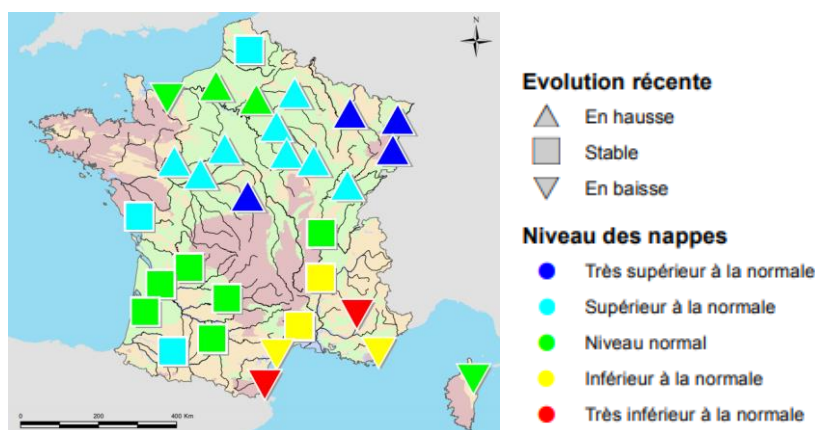 N
0
200
400 Km
Evolution récente
En hausse
Stable
En baisse
Niveau des nappes
Très supérieur à la normale
Supérieur à la normale
Niveau normal
Inférieur à la normale
Très inférieur à la normale